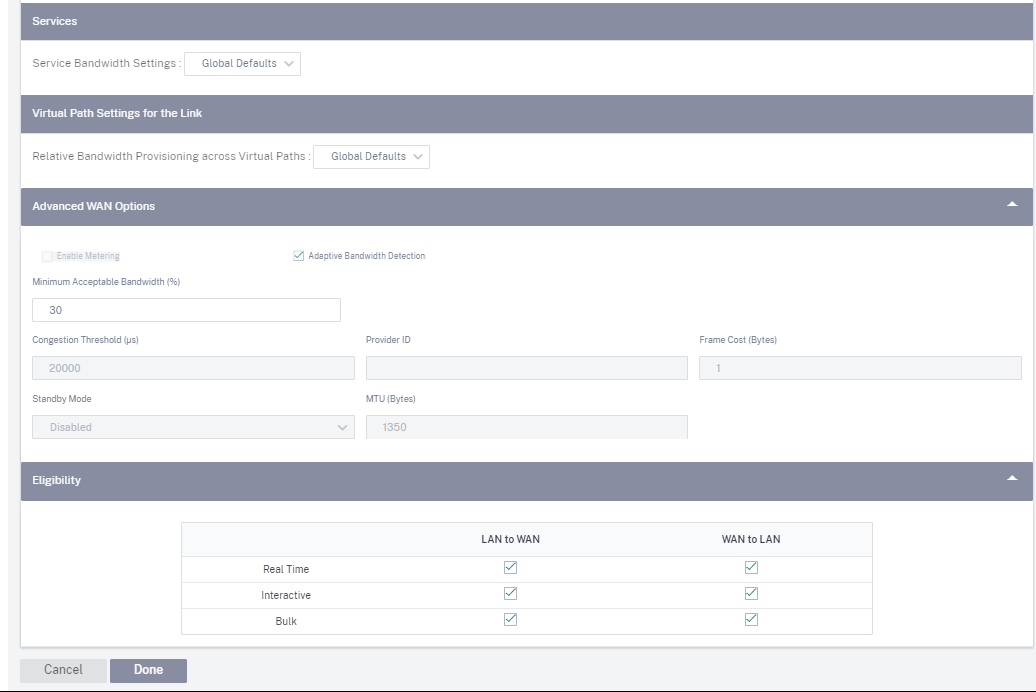 Services
Service Bandwidth Settings : Global Defaults
Virtual Path Settings for the Link
Relative Bandwidth Provisioning across Virtual Paths : Global Defaults
Advanced WAN Options
Enable Metering Adaptive Bandwidth Detection
Minimum Acceptable Bandwidth (%)
30
Congestion Threshold (µs) Provider ID Frame Cost (Bytes)
20000 1
Standby Mode MTU (Bytes)
Disabled 1350
Eligibility
LAN to WAN WAN to LAN
Real Time
Interactive
Bulk
Cancel Done